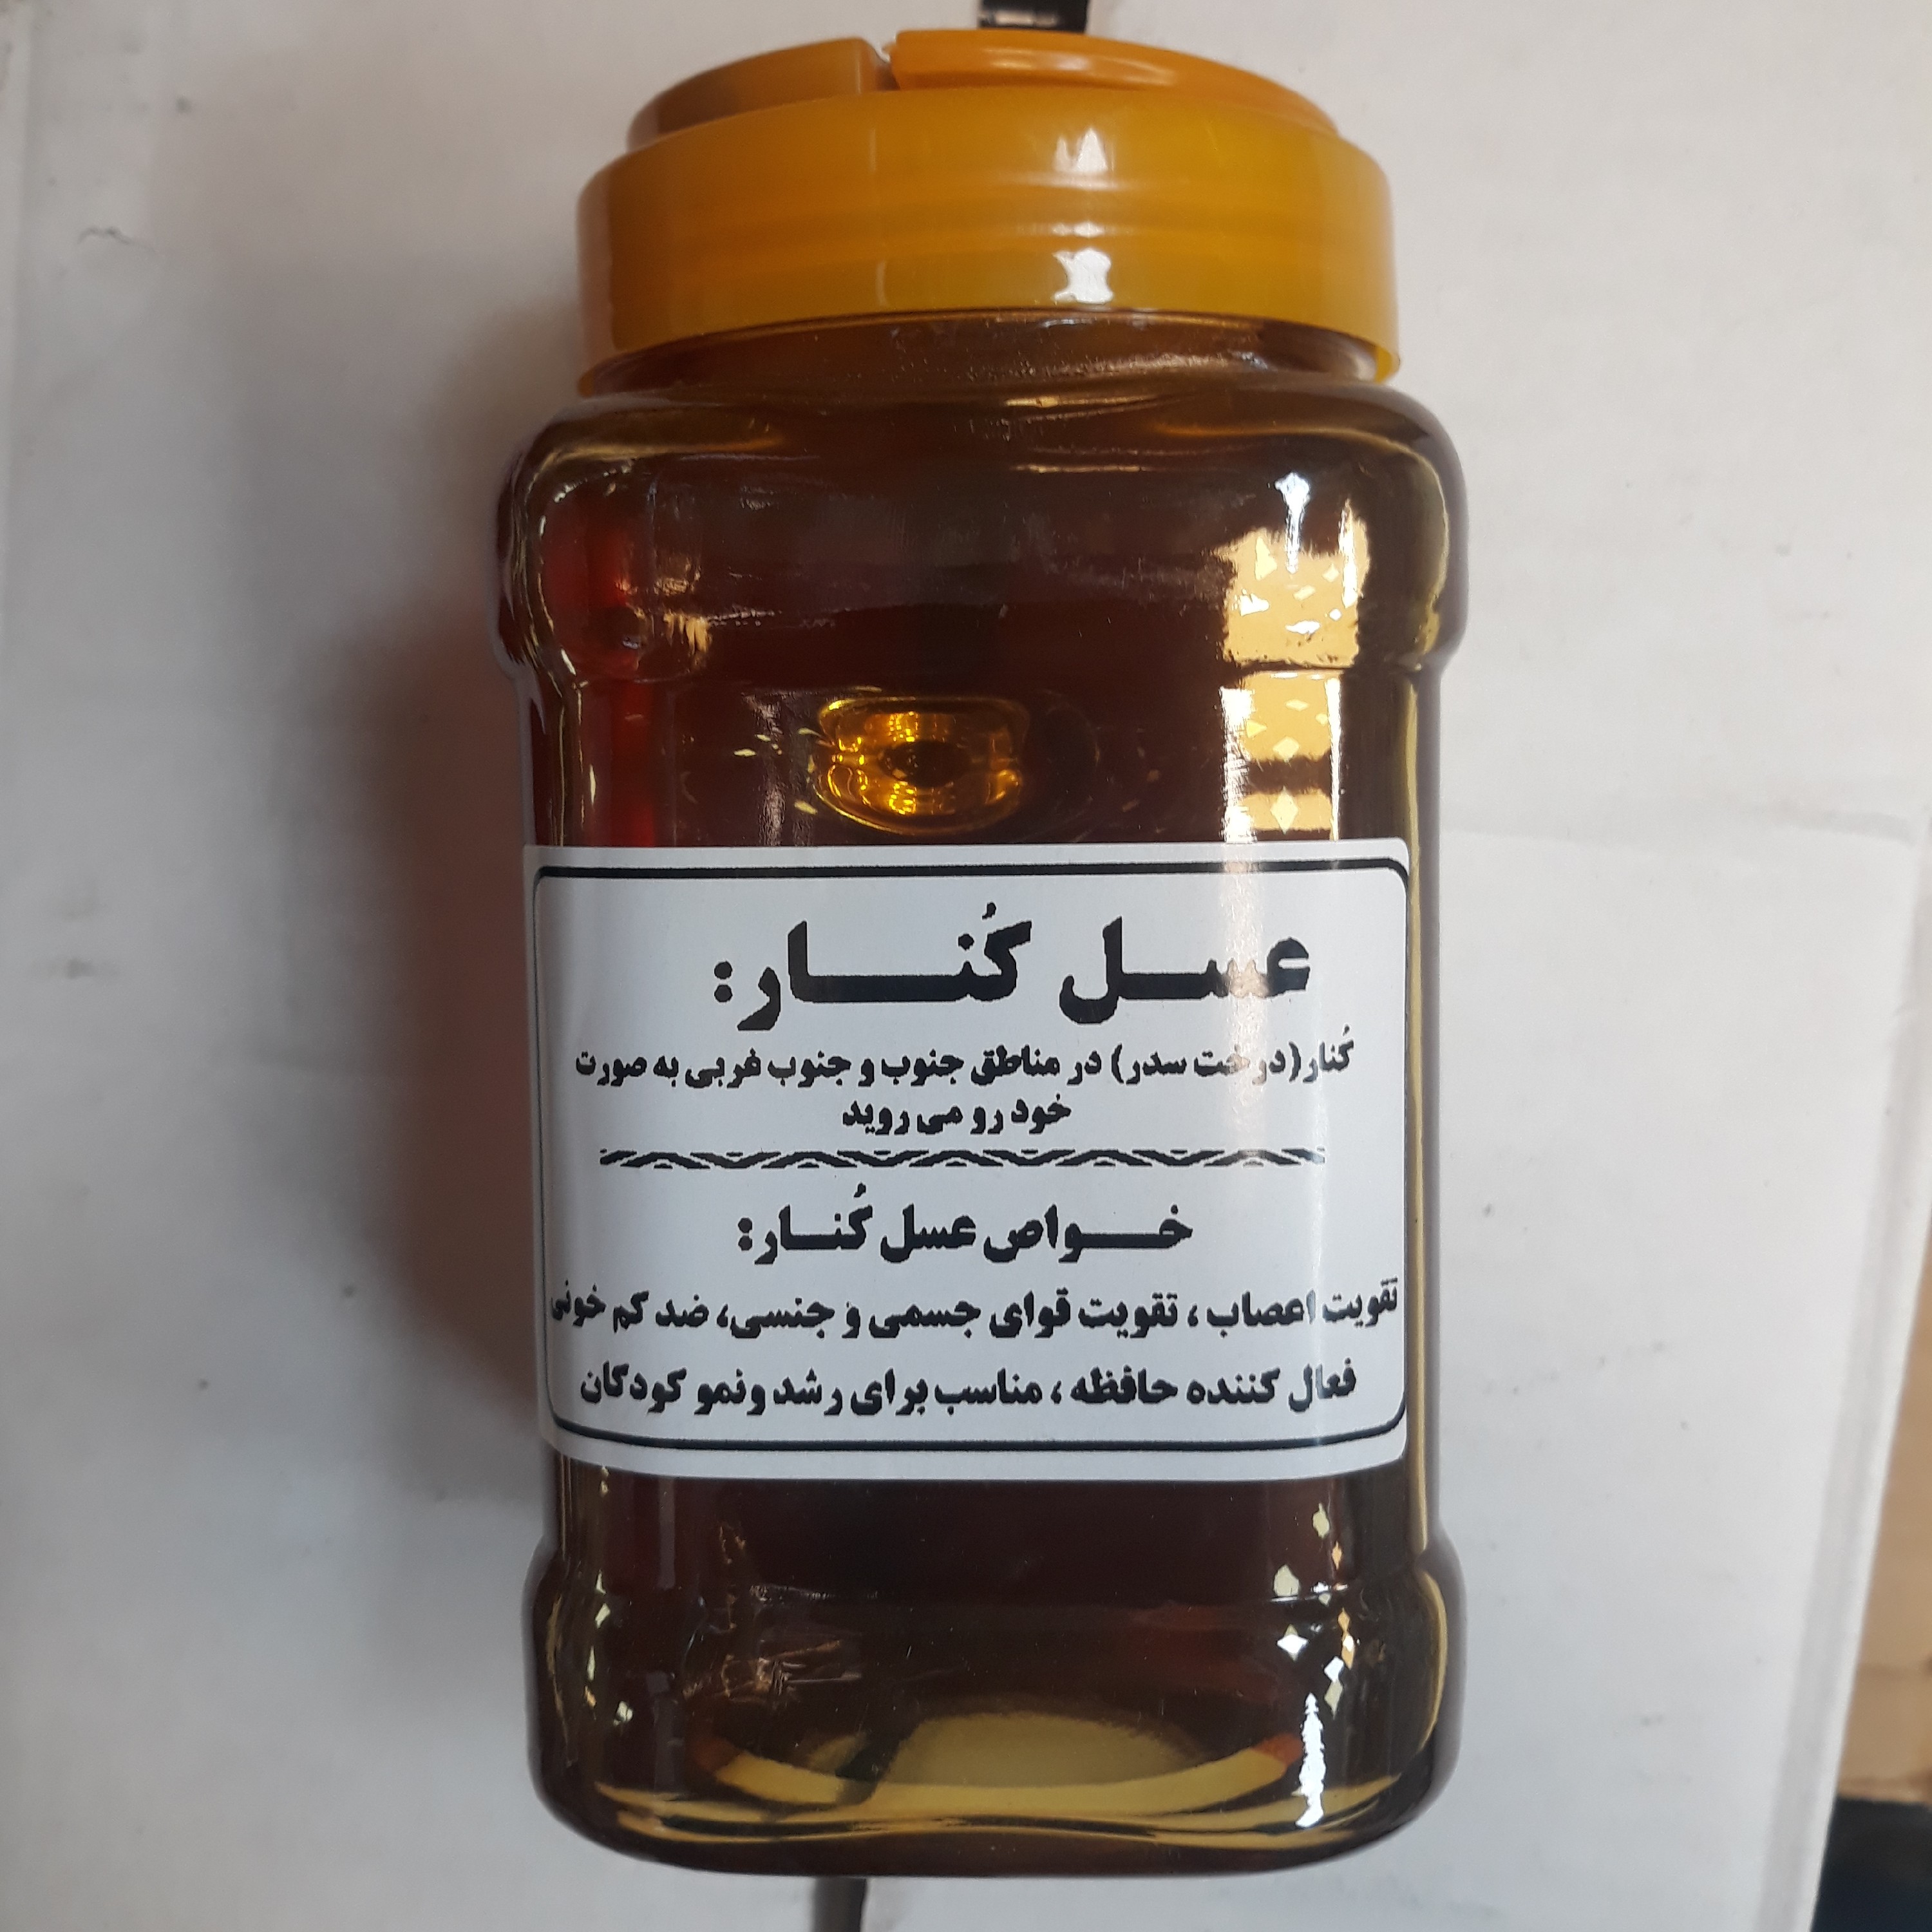 عسل کُنار:
کُنار(درخت سدر) در مناطق جنوب و جنوب غربی به صورت
خود رو می روید
خواص عسل کُنار:
تقویت اعصاب ، تقویت قوای جسمی و جنسی، ضد کم خونی
فعال کننده حافظه ، مناسب برای رشد ونمو کودکان